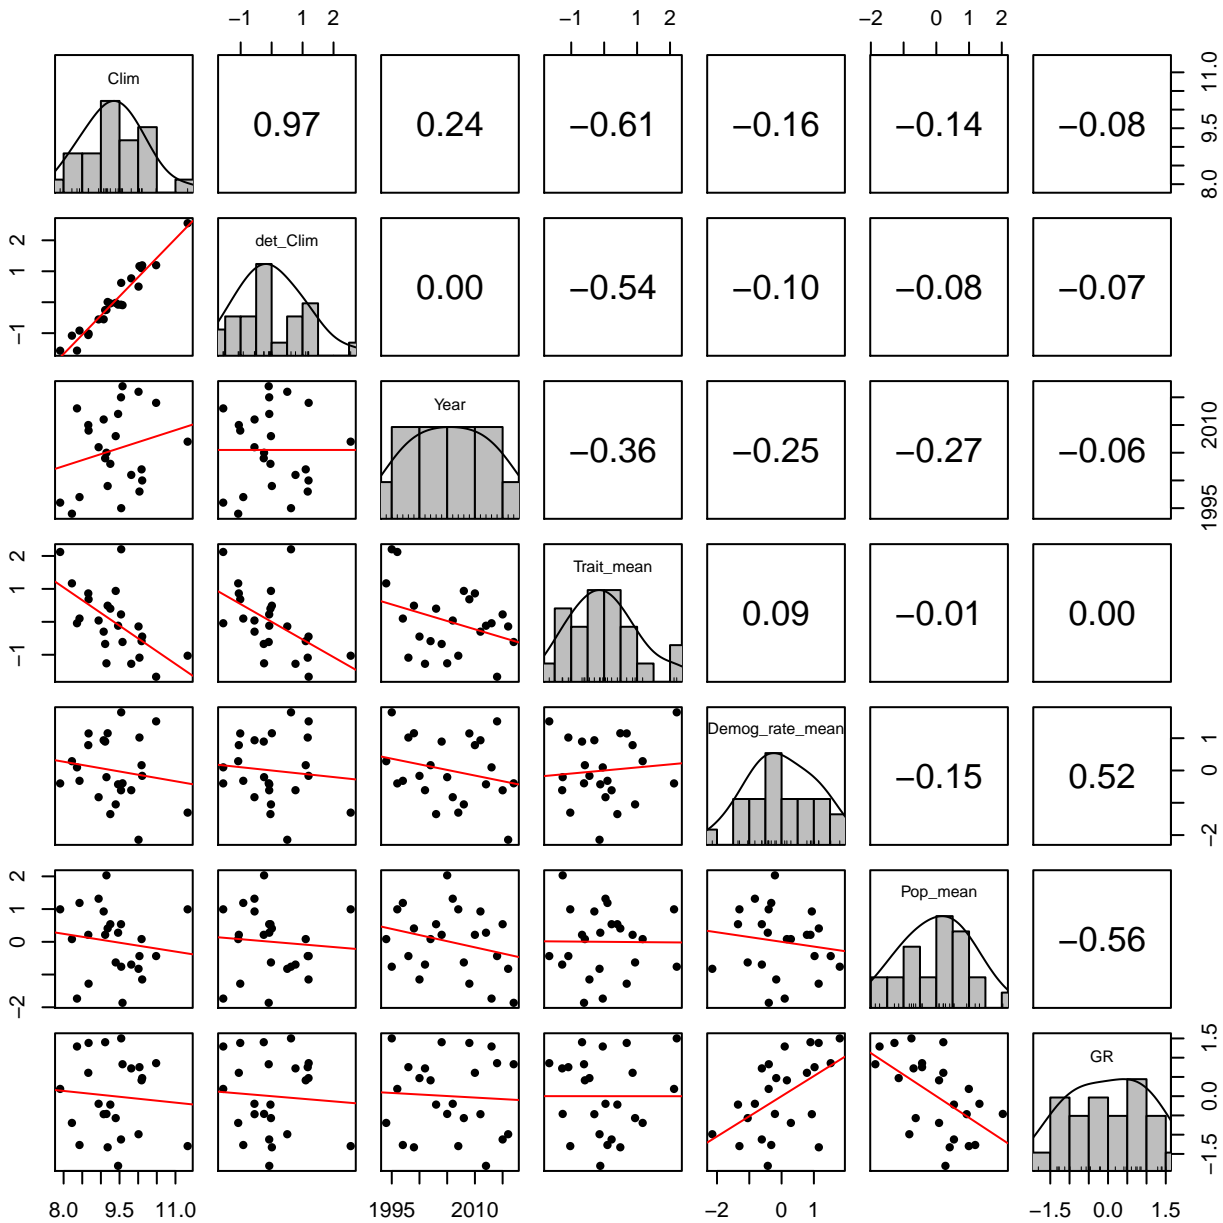 −1 1 2 −1 1 2 −2 0 1 2
Clim 0.97 0.24 −0.61 −0.16 −0.14 −0.08 8.0 9.5 11.0
−1 1 2 det_Clim 0.00 −0.54 −0.10 −0.08 −0.07
Year −0.36 −0.25 −0.27 −0.06 1995 2010
−1 1 2 Trait_mean 0.09 −0.01 0.00
Demog_rate_mean −0.15 0.52 −2 0 1
−2 0 1 2 Pop_mean −0.56
GR −1.5 0.0 1.0
8.0 9.5 11.0 1995 2010 −2 0 1 −1.5 0.0 1.5